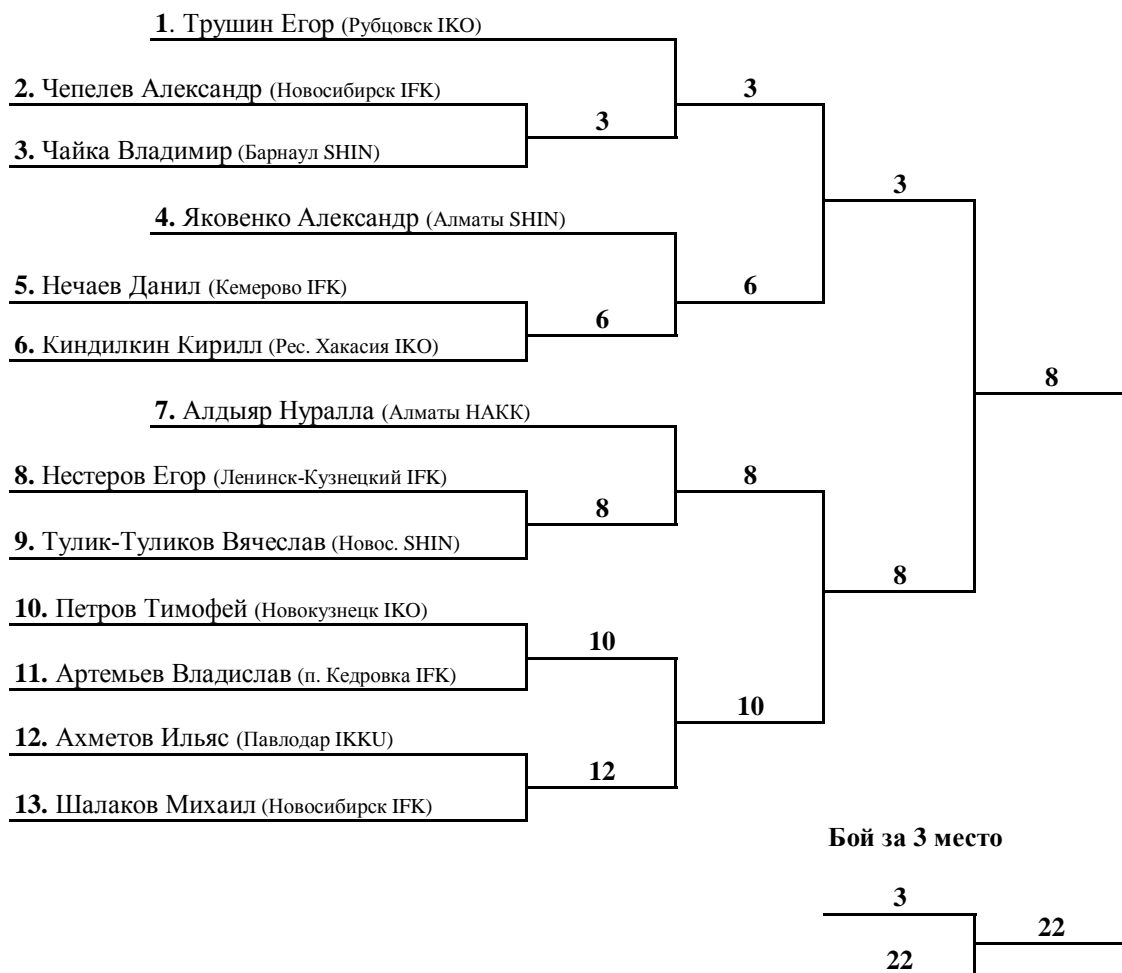 1. Трушин Егор (Рубцовск IKO)
2. Чепелев Александр (Новосибирск IFK)
3
3
3. Чайка Владимир (Барнаул SHIN)
3
4. Яковенко Александр (Алматы SHIN)
5. Нечаев Данил (Кемерово IFK)
6
6
6. Киндилкин Кирилл (Рес. Хакасия IKO)
8
7. Алдыяр Нуралла (Алматы НАКК)
8. Нестеров Егор (Ленинск-Кузнецкий IFK)
8
8
9. Тулик-Туликов Вячеслав (Новос. SHIN)
8
10. Петров Тимофей (Новокузнецк IKO)
10
11. Артемьев Владислав (п. Кедровка IFK)
10
12. Ахметов Ильяс (Павлодар IKKU)
12
13. Шалаков Михаил (Новосибирск IFK)
Бой за 3 место
3
22
22